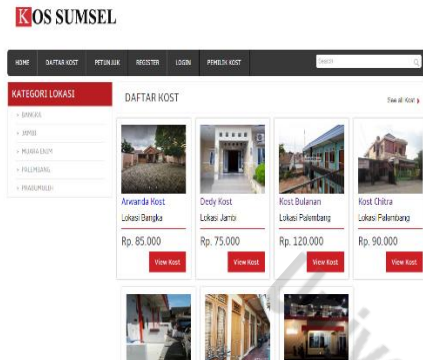 KOS SUMSEL
HOME DAFTAR KOST PETUNJUK REGISTER LOGIN PEMILIK KOST Search
KATEGORI LOKASI
DAFTAR KOST
See all Kost
BANGKA
JAMBI
MUARA ENIM
PALEMBANG
PRABUMULIH
Arwanda Kost Dedy Kost Kost Bulanan Kost Chitra
Lokasi Bangka Lokasi Jambi Lokasi Palembang Lokasi Palembang
Rp. 85.000 Rp. 75.000 Rp. 120.000 Rp. 90.000
View Kost View Kost View Kost View Kost